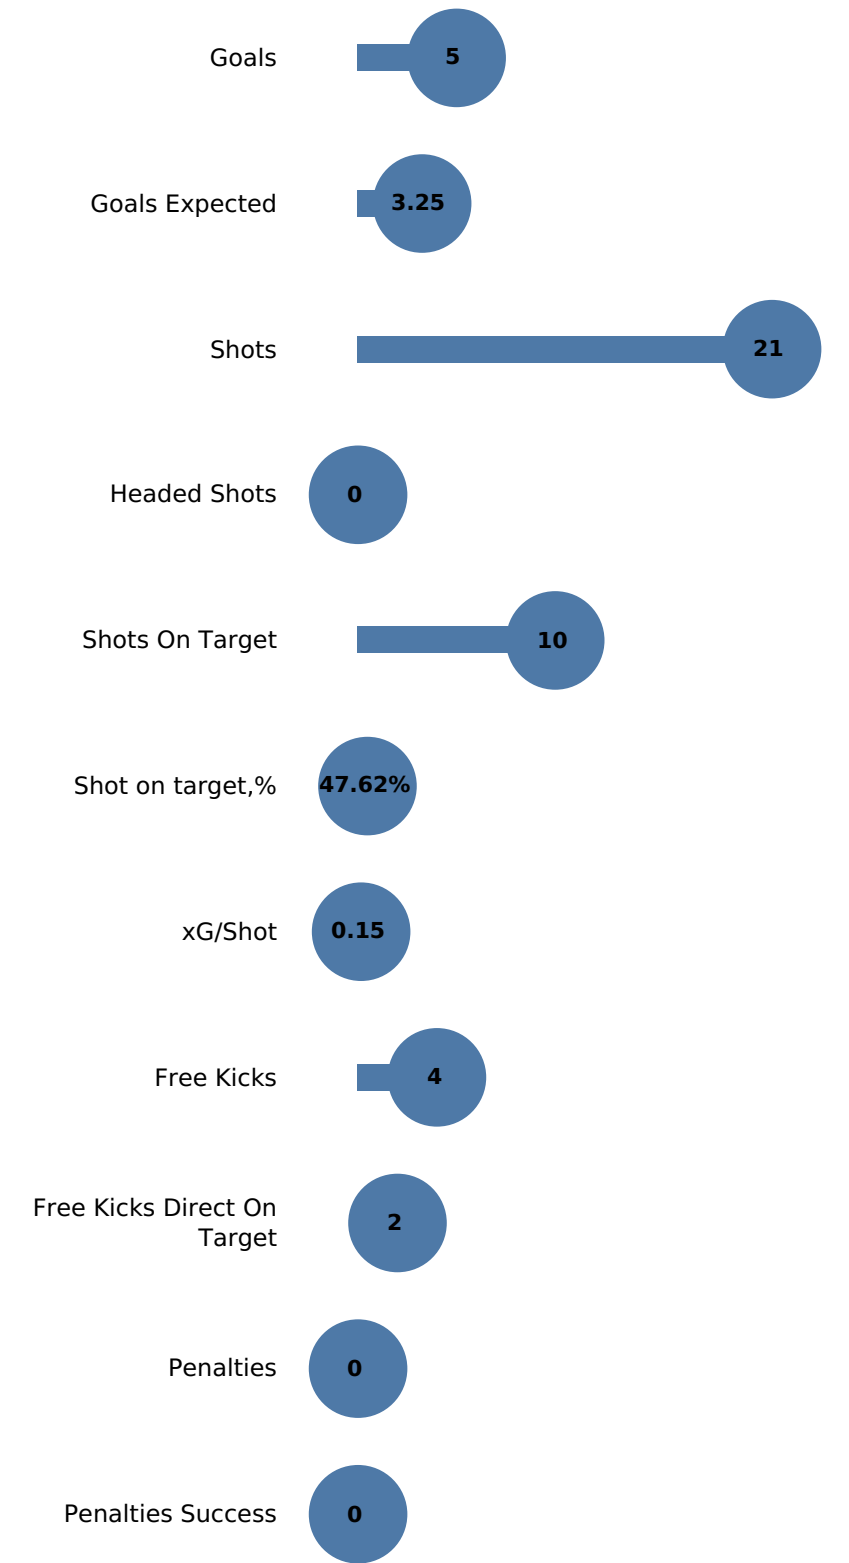 Goals
5
Goals Expected
3.25
Shots
21
Headed Shots
0
Shots On Target
10
Shot on target,%
47.62%
xG/Shot
0.15
Free Kicks
4
Free Kicks Direct On
Target
2
Penalties
0
Penalties Success
0